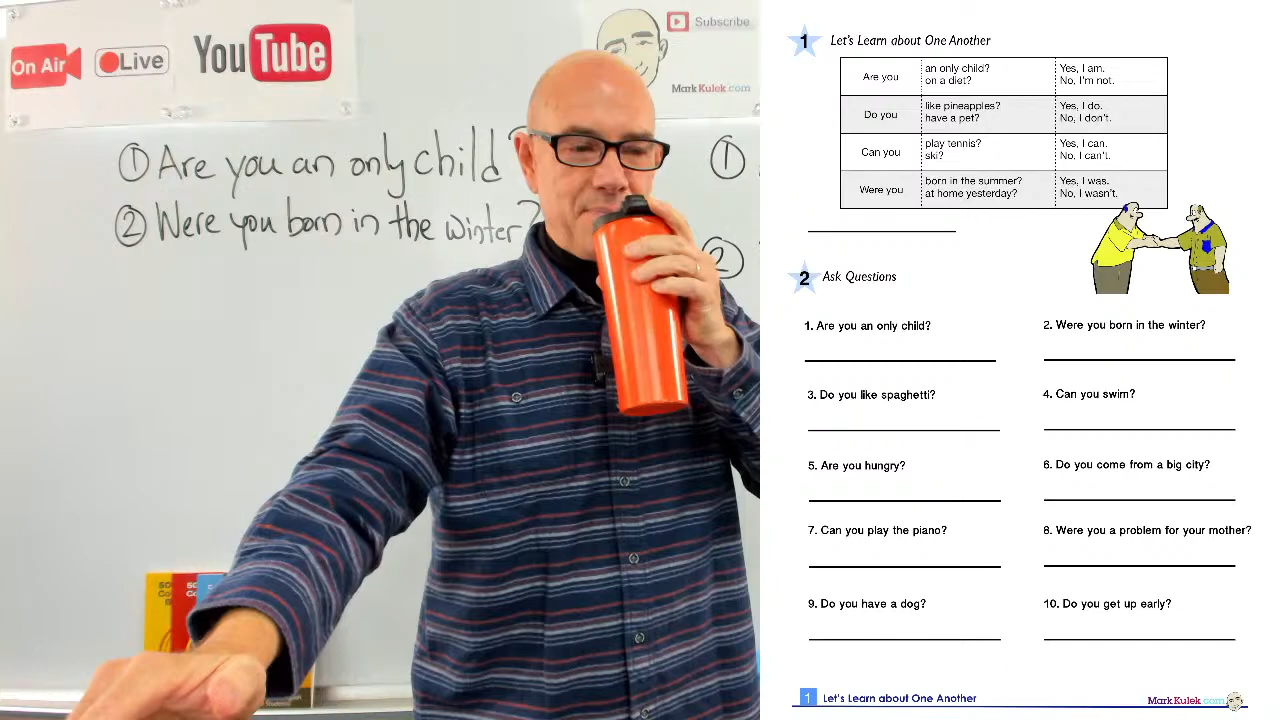 On Air
Live
YouTube
Subscribe
MarkKulek.com
① Are you an only child?
② Were you born in the winter?
①
②
1 Let's Learn about One Another
Are you
an only child?
on a diet?
Yes, I am.
No, I'm not.
Do you
like pineapples?
have a pet?
Yes, I do.
No, I don't.
Can you
play tennis?
ski?
Yes, I can.
No, I can't.
Were you
born in the summer?
at home yesterday?
Yes, I was.
No, I wasn't.
2 Ask Questions
1. Are you an only child?
2. Were you born in the winter?
3. Do you like spaghetti?
4. Can you swim?
5. Are you hungry?
6. Do you come from a big city?
7. Can you play the piano?
8. Were you a problem for your mother?
9. Do you have a dog?
10. Do you get up early?
1 Let's Learn about One Another
MarkKulek.com